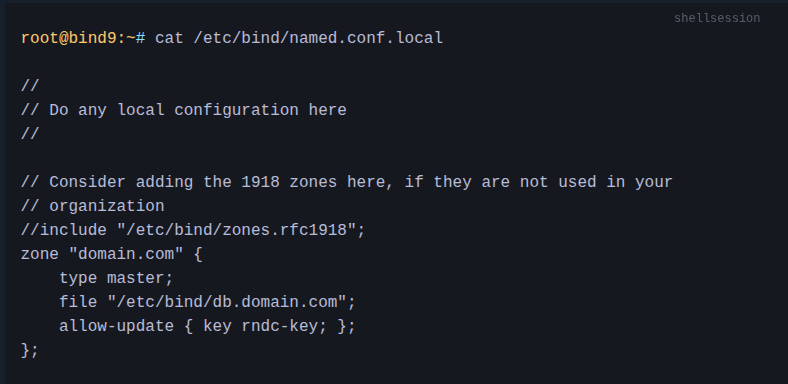 shellsession
root@bind9:~# cat /etc/bind/named.conf.local
//
// Do any local configuration here
//
// Consider adding the 1918 zones here, if they are not used in your
// organization
//include "/etc/bind/zones.rfc1918";
zone "domain.com" {
    type master;
    file "/etc/bind/db.domain.com";
    allow-update { key rndc-key; };
};